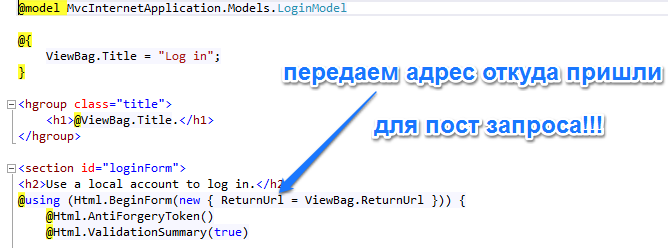 @model MvcInternetApplication.Models.LoginModel
@{
ViewBag.Title = "Log in";
}
передаем адрес откуда пришли
для пост запроса!!!
<hgroup class="title">
<h1>@ViewBag.Title.</h1>
</hgroup>
<section id="loginForm">
<h2>Use a local account to log in.</h2
@using (Html.BeginForm(new { ReturnUrl = ViewBag.ReturnUrl })) {
@Html.AntiForgeryToken()
@Html.ValidationSummary(true)